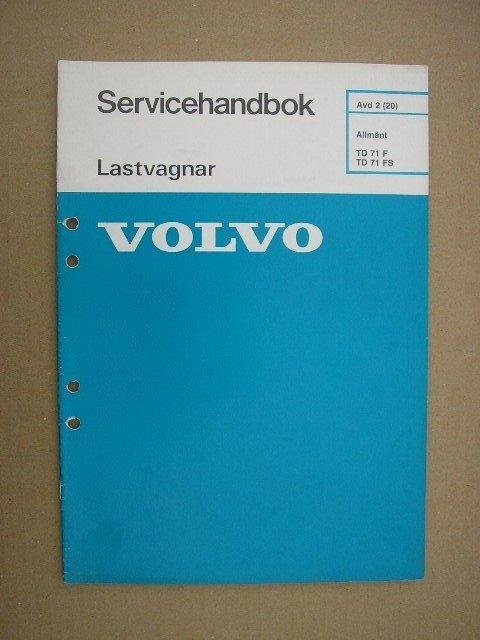 Servicehandbok
Lastvagnar
Avd 2 (20)
Allmänt
TD 71 F
TD 71 FS
VOLVO